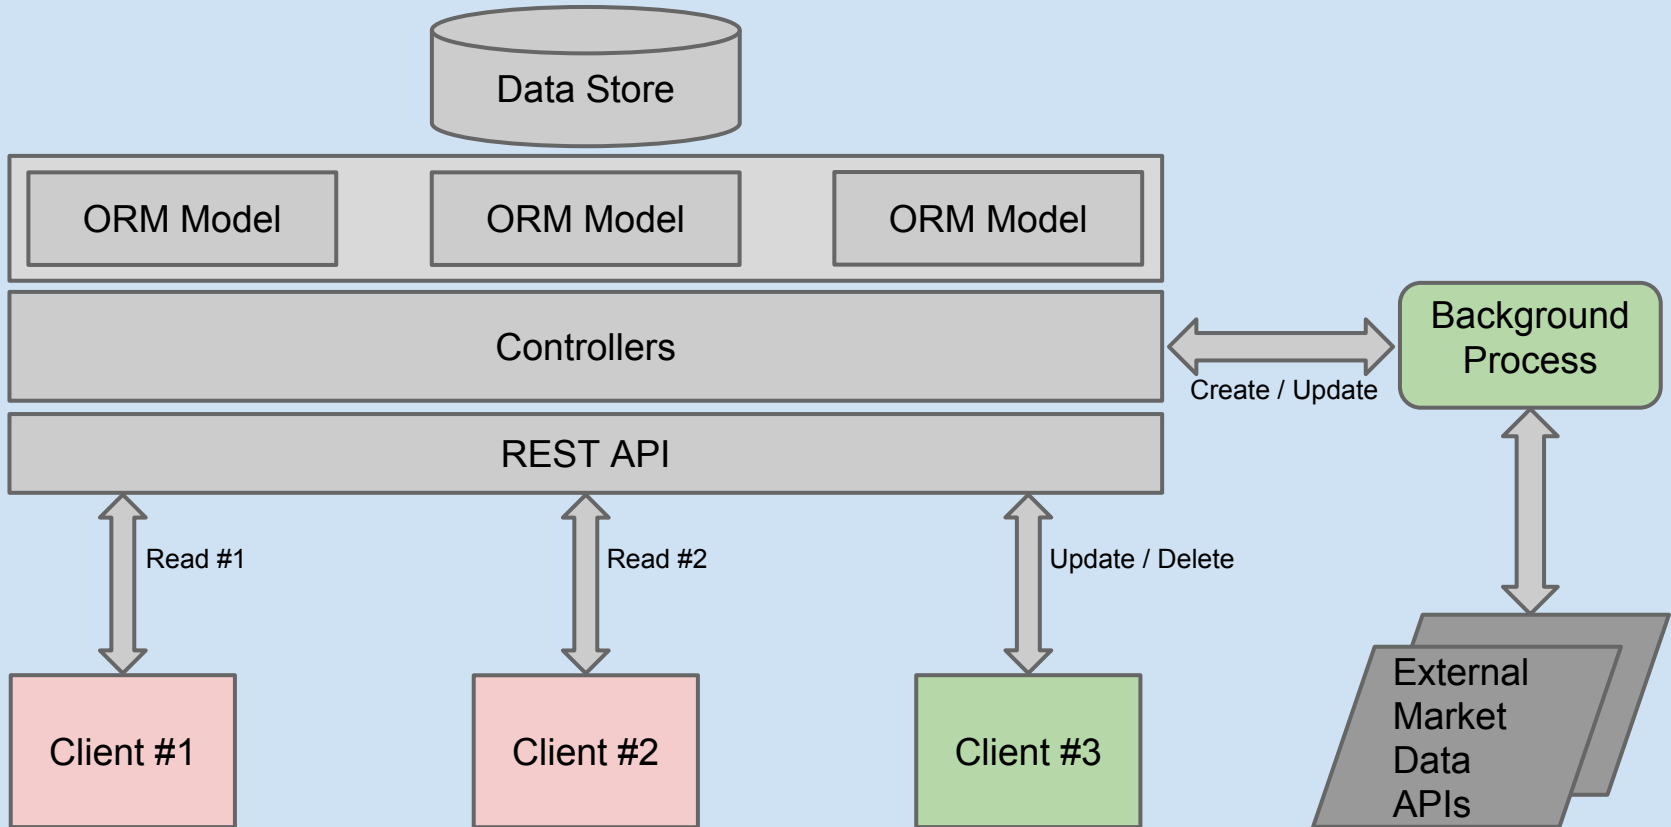 Data Store
ORM Model
ORM Model
ORM Model
Controllers
Background
Process
Create / Update
REST API
Read #1
Read #2
Update / Delete
Client #1
Client #2
Client #3
External
Market
Data
APIs